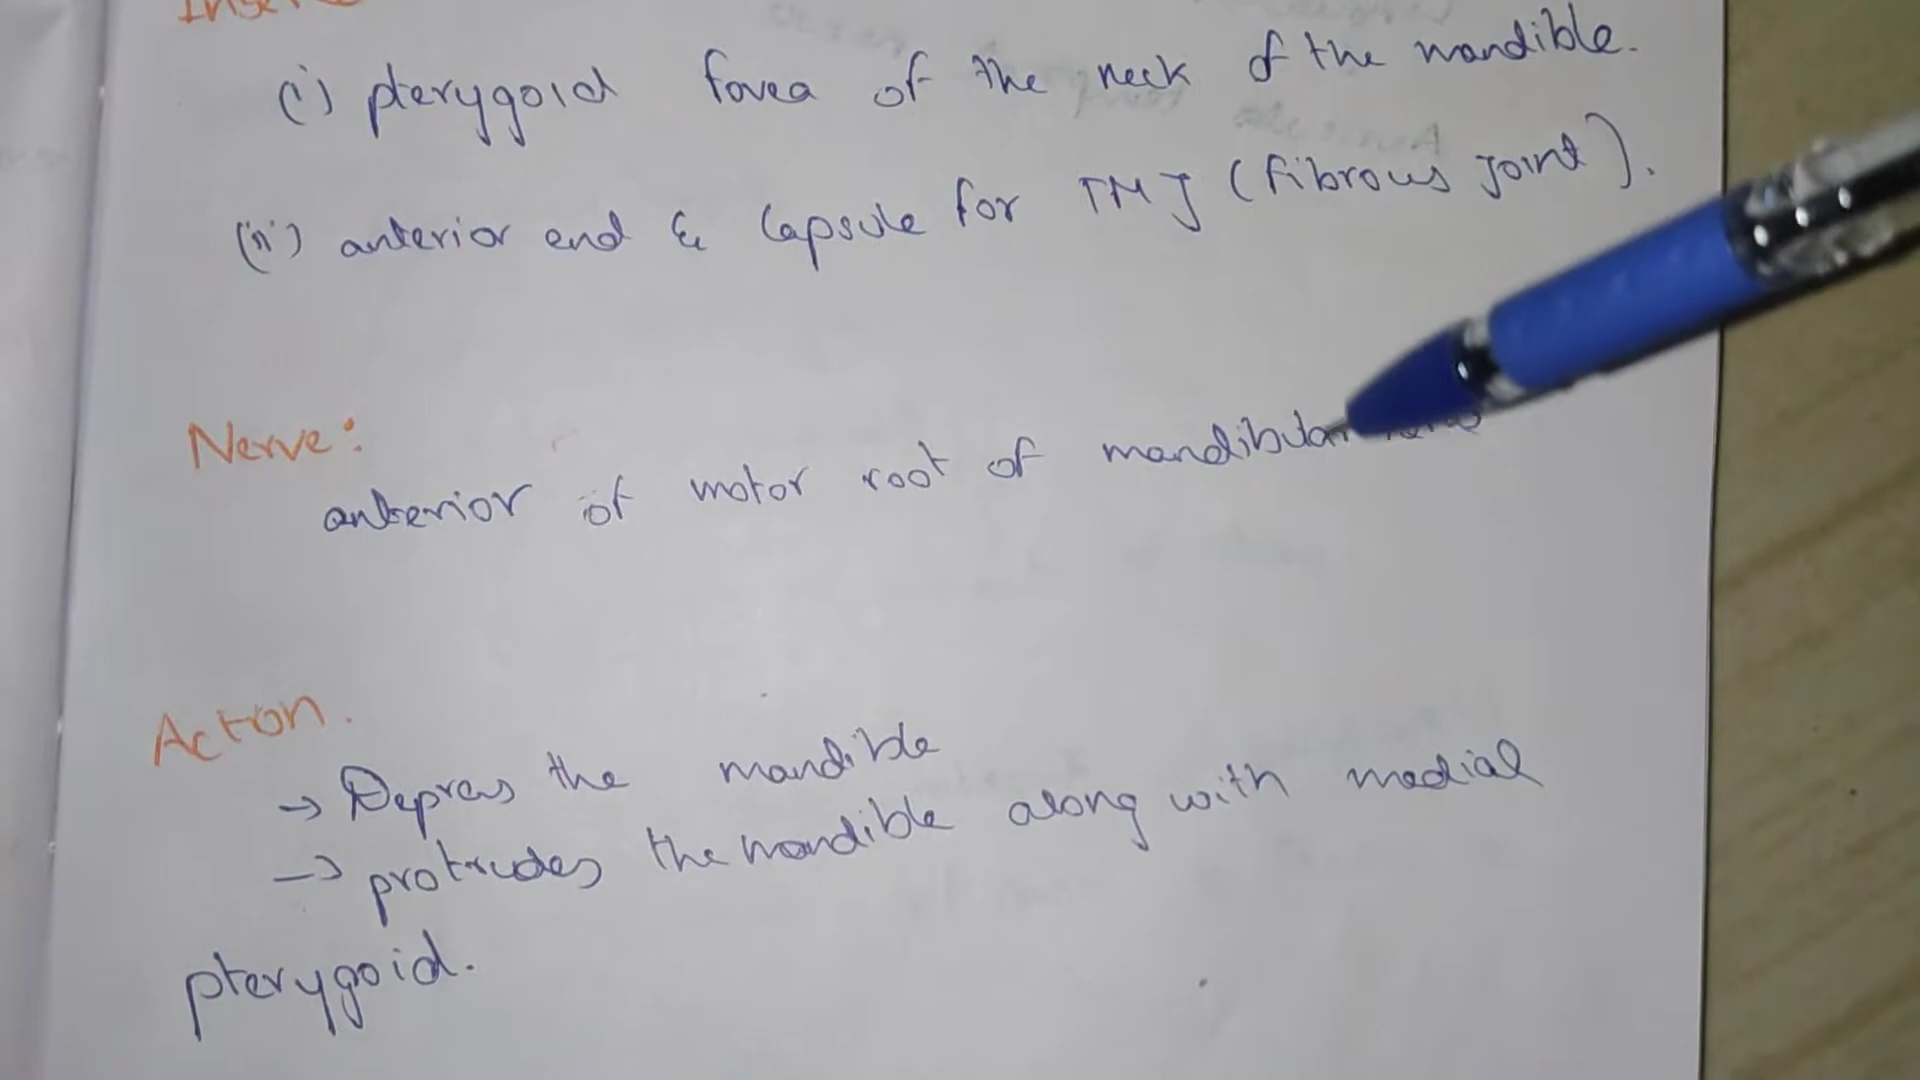 (i) pterygoid fovea of the neck of the mandible.
(ii) anterior end & Capsule for TMJ (fibrous joint).
Nerve:
anterior of motor root of mandibular
Action.
→ Depress the mandible
→ protrudes the mandible along with medial
pterygoid.